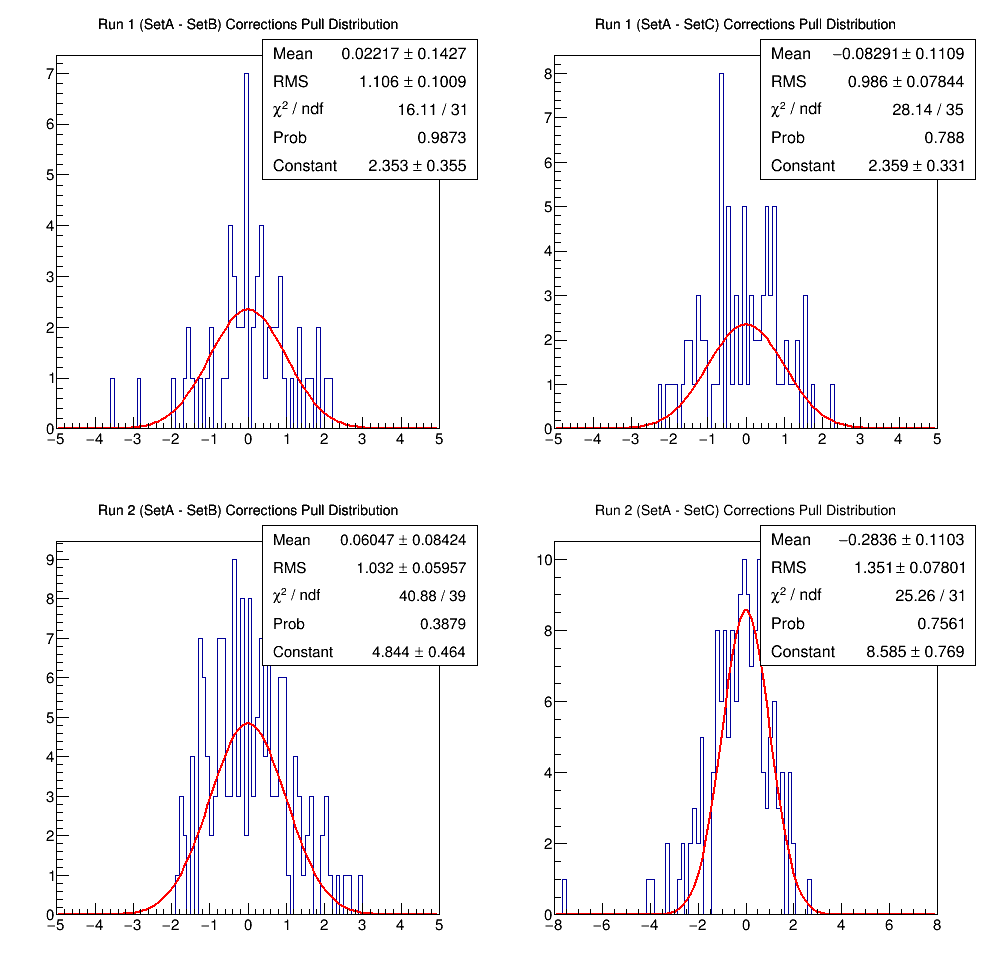 Run 1 (SetA - SetB) Corrections Pull Distribution
Mean 0.02217 ± 0.1427
RMS 1.106 ± 0.1009
χ² / ndf 16.11 / 31
Prob 0.9873
Constant 2.353 ± 0.355
7
6
5
4
3
2
1
0
−5 −4 −3 −2 −1 0 1 2 3 4 5
Run 1 (SetA - SetC) Corrections Pull Distribution
Mean −0.08291 ± 0.1109
RMS 0.986 ± 0.07844
χ² / ndf 28.14 / 35
Prob 0.788
Constant 2.359 ± 0.331
8
7
6
5
4
3
2
1
0
−5 −4 −3 −2 −1 0 1 2 3 4 5
Run 2 (SetA - SetB) Corrections Pull Distribution
Mean 0.06047 ± 0.08424
RMS 1.032 ± 0.05957
χ² / ndf 40.88 / 39
Prob 0.3879
Constant 4.844 ± 0.464
9
8
7
6
5
4
3
2
1
0
−5 −4 −3 −2 −1 0 1 2 3 4 5
Run 2 (SetA - SetC) Corrections Pull Distribution
Mean −0.2836 ± 0.1103
RMS 1.351 ± 0.07801
χ² / ndf 25.26 / 31
Prob 0.7561
Constant 8.585 ± 0.769
10
8
6
4
2
0
−8 −6 −4 −2 0 2 4 6 8